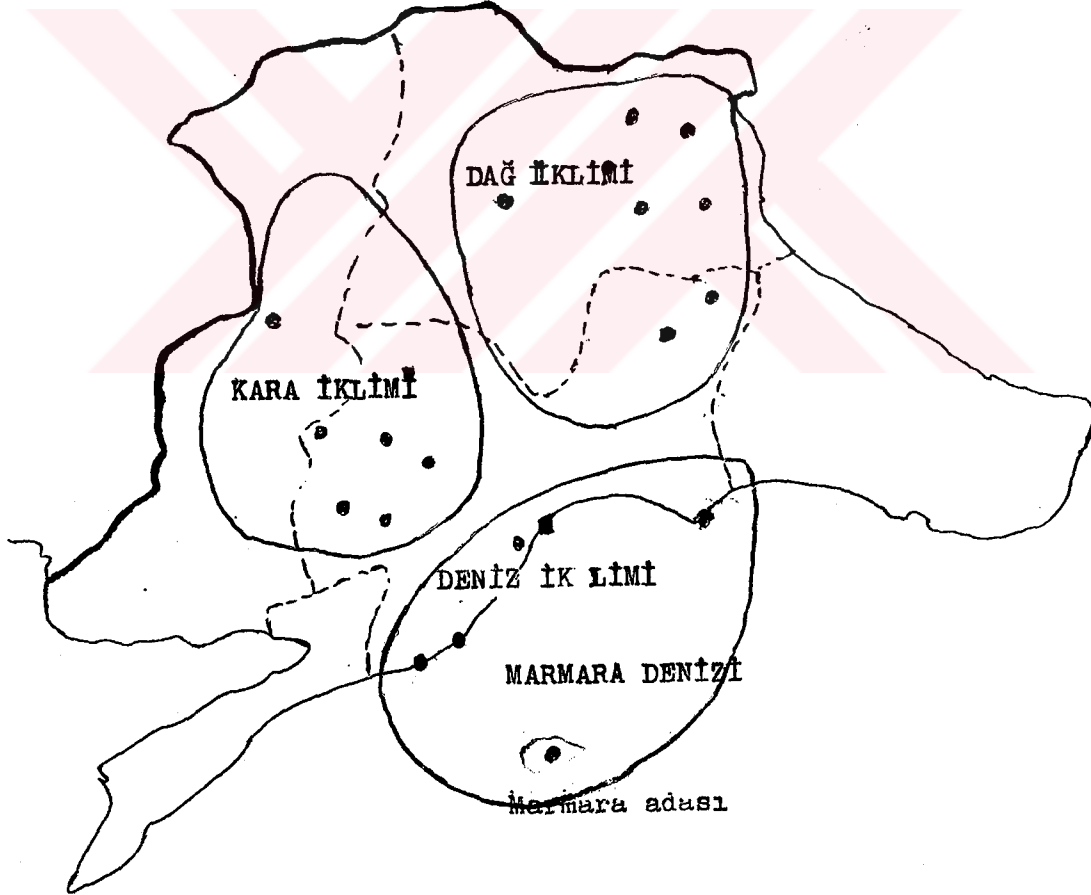 DAĞ İKLİMİ
KARA İKLİMİ
DENİZ İK LİMİ
MARMARA DENİZİ
Marmara adası